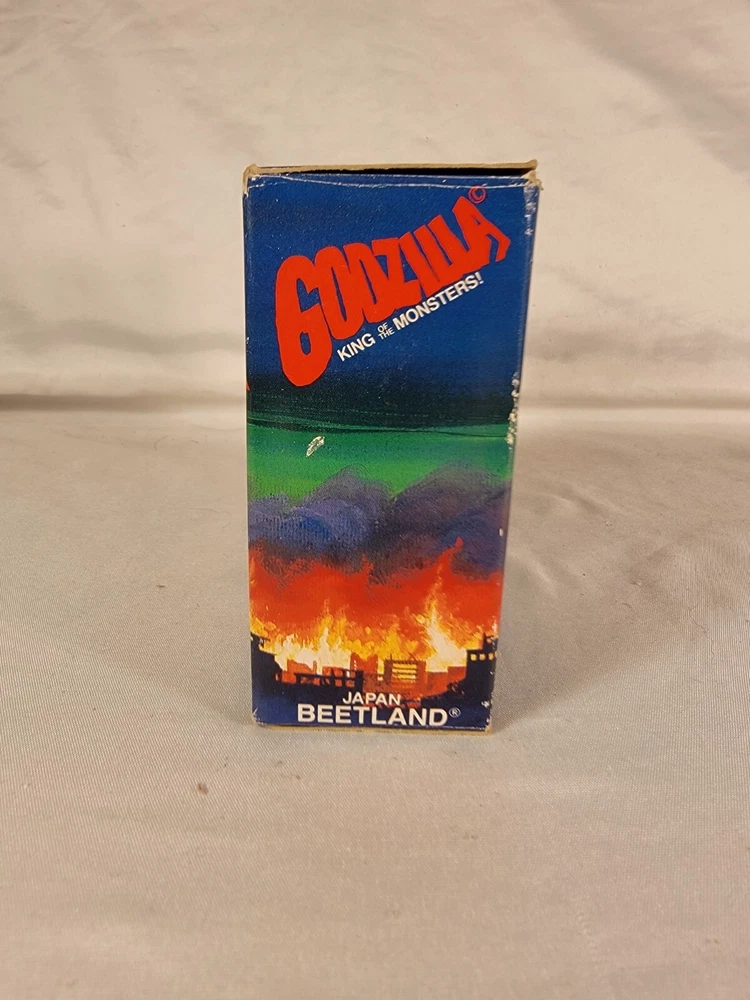 GODZILLA©
KING OF THE MONSTERS!
JAPAN
BEETLAND®